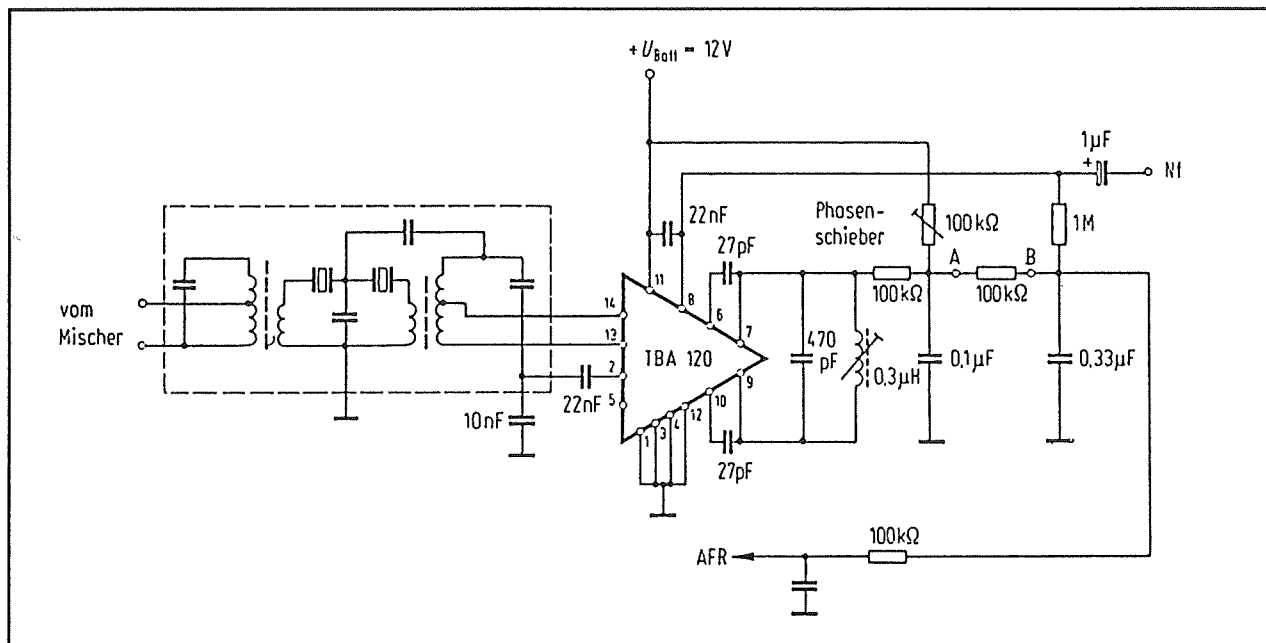 + U_Batt = 12V
1µF
+
Nf
Phasen-
schieber
100kΩ
1M
22nF
27pF
A
B
100kΩ
100kΩ
vom
Mischer
14
13
2
5
11
8
6
7
TBA 120
9
10
12
4
3
1
470
pF
0,3µH
0,1µF
0,33µF
22nF
10nF
27pF
100kΩ
AFR